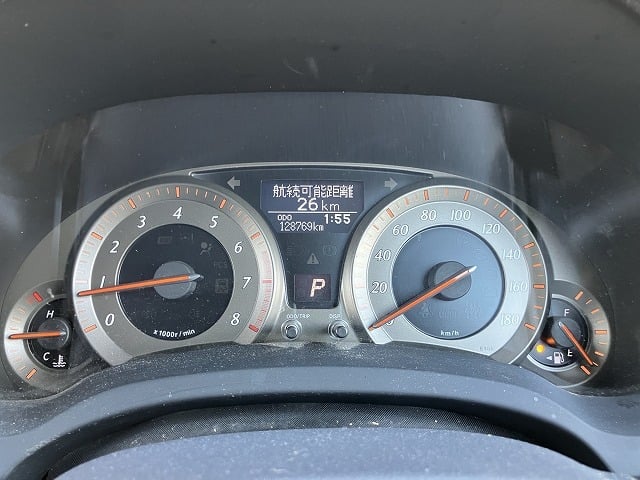 航続可能距離
26km
ODO 1:55
128769km
P
ODO/TRIP DISP
0 1 2 3 4 5 6 7 8
x1000r/min
0 20 40 60 80 100 120 140 160 180
km/h
H
C
F
E